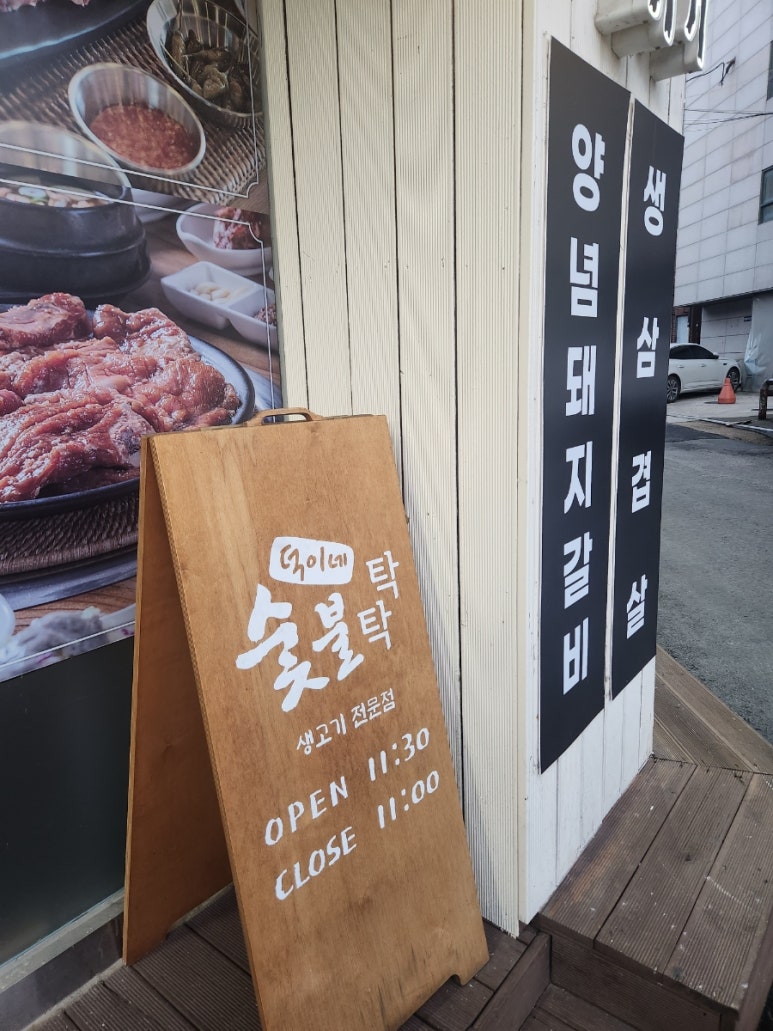 덕이네
숯불
탁탁
생고기 전문점
OPEN 11:30
CLOSE 11:00
양념돼지갈비
생삼겹살